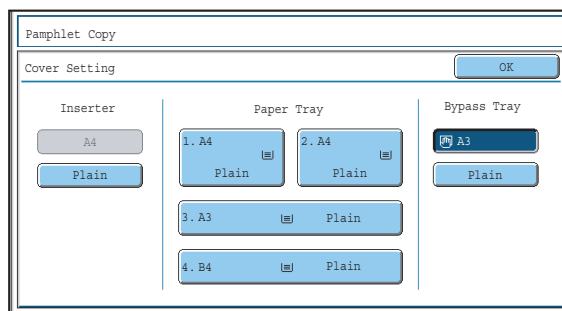 Pamphlet Copy
Cover Setting
OK
Inserter
Paper Tray
Bypass Tray
A4
Plain
1. A4
Plain
2. A4
Plain
3. A3
Plain
4. B4
Plain
A3
Plain